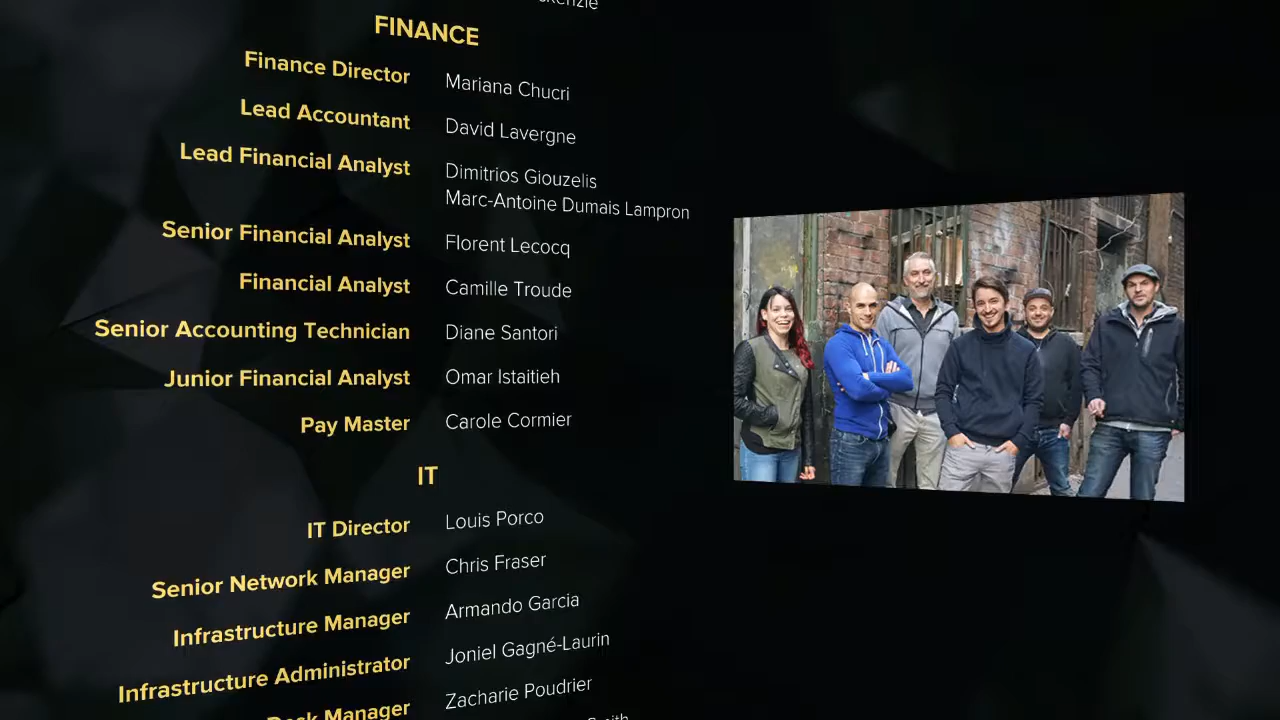 FINANCE
Finance Director Mariana Chucri
Lead Accountant David Lavergne
Lead Financial Analyst Dimitrios Giouzelis
Marc-Antoine Dumais Lampron
Senior Financial Analyst Florent Lecocq
Financial Analyst Camille Troude
Senior Accounting Technician Diane Santori
Junior Financial Analyst Omar Istaitieh
Pay Master Carole Cormier
IT
IT Director Louis Porco
Senior Network Manager Chris Fraser
Infrastructure Manager Armando Garcia
Infrastructure Administrator Joniel Gagné-Laurin
Manager Zacharie Poudrier